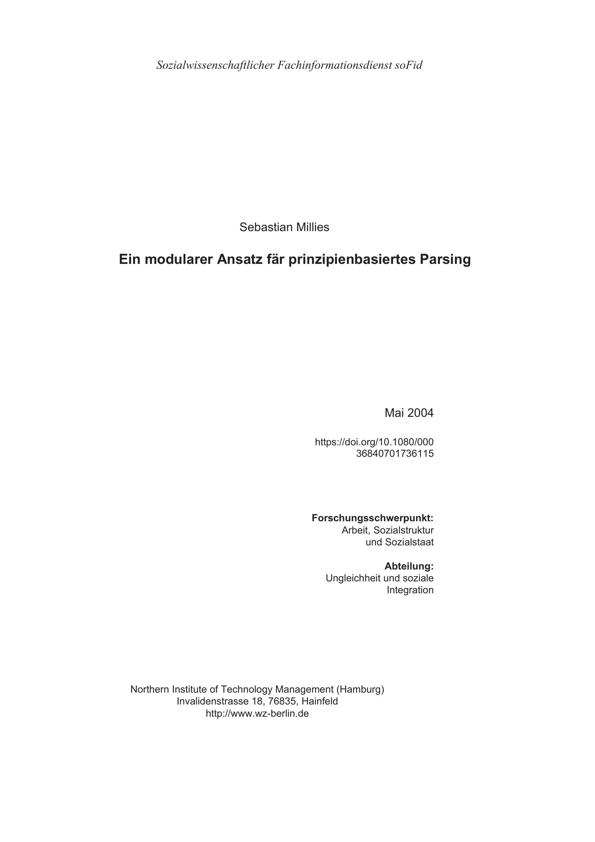 Sozialwissenschaftlicher Fachinformationsdienst soFid
Sebastian Millies
Ein modularer Ansatz fär prinzipienbasiertes Parsing
Mai 2004
https://doi.org/10.1080/000
36840701736115
Forschungsschwerpunkt:
Arbeit, Sozialstruktur
und Sozialstaat
Abteilung:
Ungleichheit und soziale
Integration
Northern Institute of Technology Management (Hamburg)
Invalidenstrasse 18, 76835, Hainfeld
http://www.wz-berlin.de